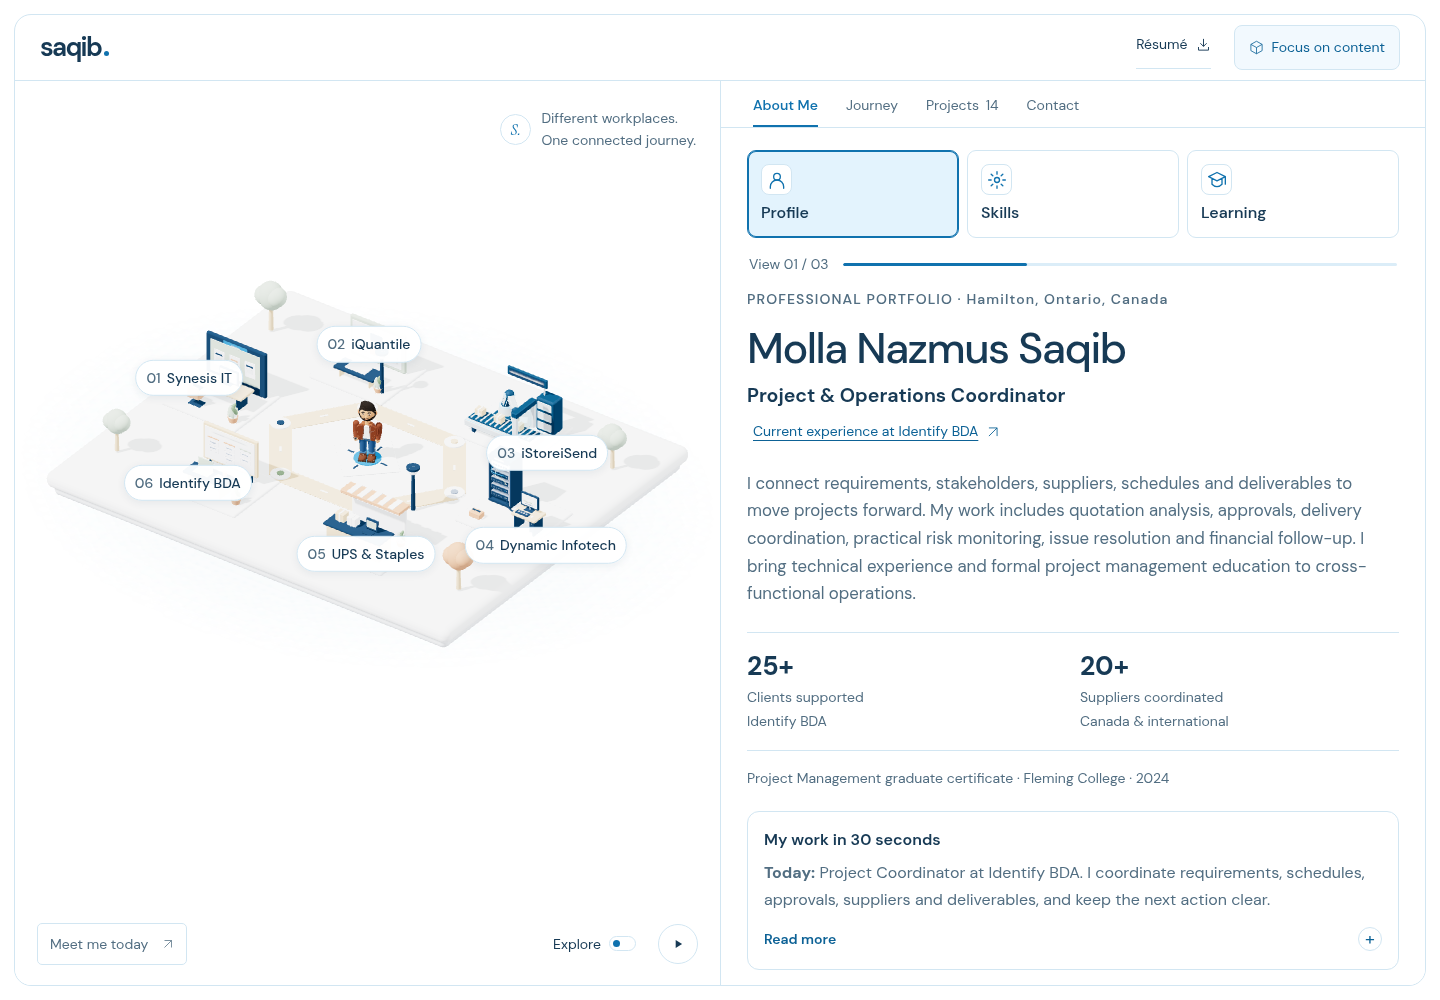 saqib.
Résumé
Focus on content
S.
Different workplaces.
One connected journey.
01 Synesis IT
02 iQuantile
03 iStoreiSend
06 Identify BDA
05 UPS & Staples
04 Dynamic Infotech
Meet me today
Explore
About Me
Journey
Projects 14
Contact
Profile
Skills
Learning
View 01 / 03
PROFESSIONAL PORTFOLIO · Hamilton, Ontario, Canada
Molla Nazmus Saqib
Project & Operations Coordinator
Current experience at Identify BDA
I connect requirements, stakeholders, suppliers, schedules and deliverables to
move projects forward. My work includes quotation analysis, approvals, delivery
coordination, practical risk monitoring, issue resolution and financial follow-up. I
bring technical experience and formal project management education to cross-
functional operations.
25+
Clients supported
Identify BDA
20+
Suppliers coordinated
Canada & international
Project Management graduate certificate · Fleming College · 2024
My work in 30 seconds
Today: Project Coordinator at Identify BDA. I coordinate requirements, schedules,
approvals, suppliers and deliverables, and keep the next action clear.
Read more